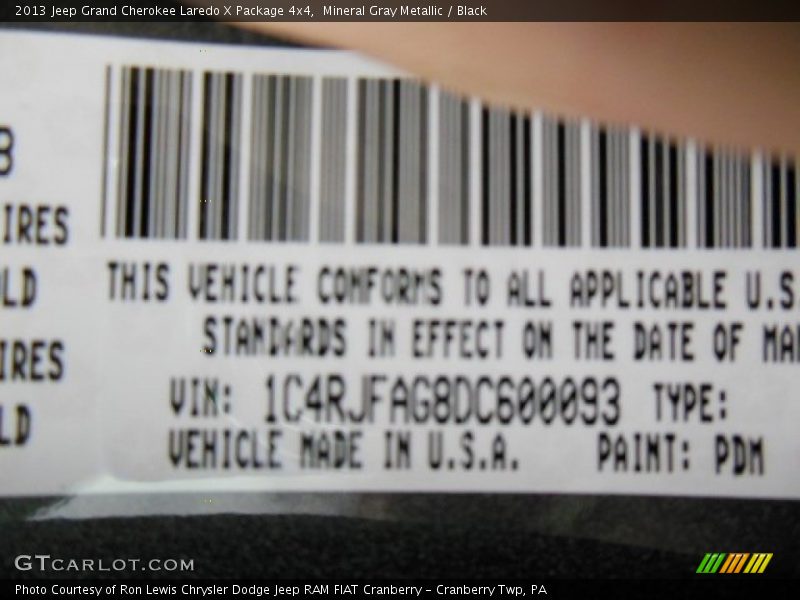 2013 Jeep Grand Cherokee Laredo X Package 4x4,  Mineral Gray Metallic / Black
8
IRES
LD
IRES
LD
THIS VEHICLE CONFORMS TO ALL APPLICABLE U.S
STANDARDS IN EFFECT ON THE DATE OF MA
VIN: 1C4RJFAG8DC600093 TYPE:
VEHICLE MADE IN U.S.A. PAINT: PDM
GTCARLOT.COM
Photo Courtesy of Ron Lewis Chrysler Dodge Jeep RAM FIAT Cranberry – Cranberry Twp, PA